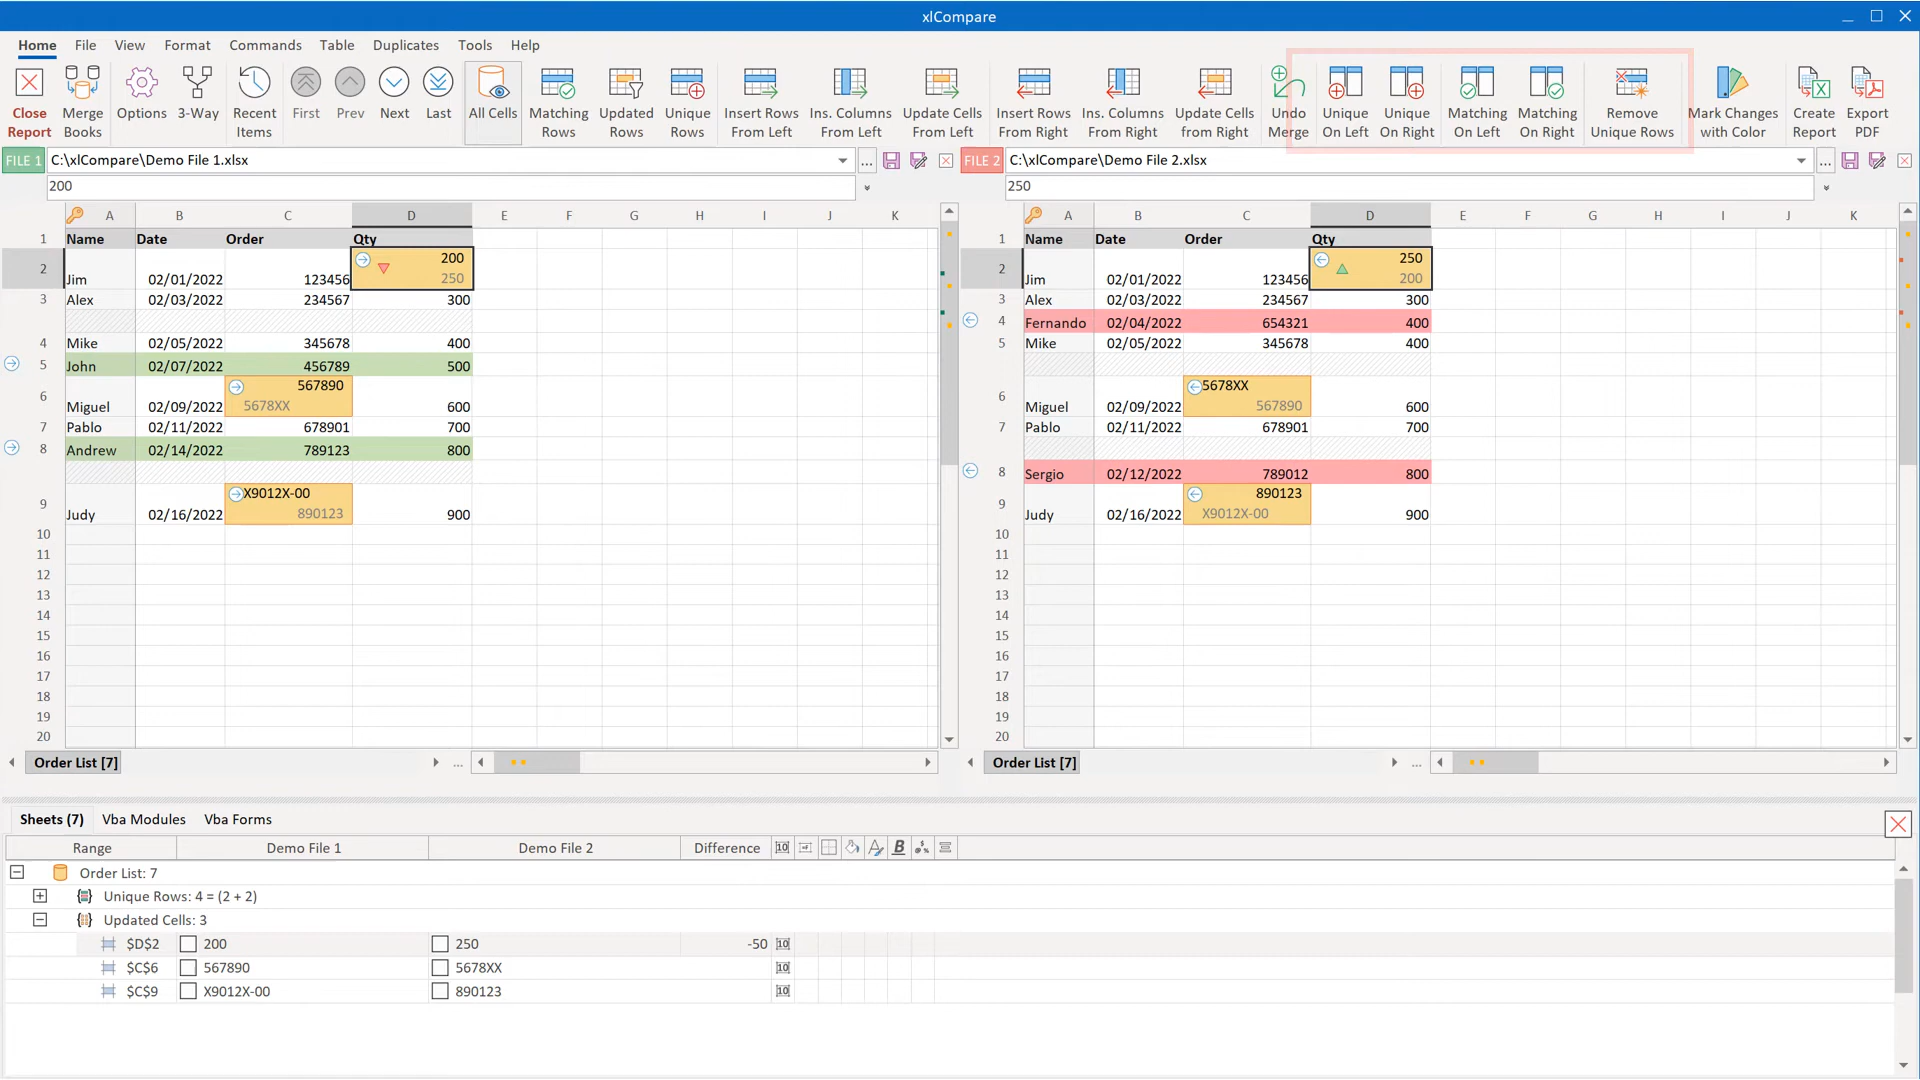 xlCompare
Home File View Format Commands Table Duplicates Tools Help
Close Report
Merge Books
Options
3-Way
Recent Items
First
Prev
Next
Last
All Cells
Matching Rows
Updated Rows
Unique Rows
Insert Rows From Left
Ins. Columns From Left
Update Cells From Left
Insert Rows From Right
Ins. Columns From Right
Update Cells from Right
Undo Merge
Unique On Left
Unique On Right
Matching On Left
Matching On Right
Remove Unique Rows
Mark Changes with Color
Create Report
Export PDF
FILE 1 C:\xlCompare\Demo File 1.xlsx ...
200
A B C D E F G H I J K
1 Name Date Order Qty
2 Jim 02/01/2022 123456 200 250
3 Alex 02/03/2022 234567 300
4 Mike 02/05/2022 345678 400
5 John 02/07/2022 456789 500
6 Miguel 02/09/2022 567890 5678XX 600
7 Pablo 02/11/2022 678901 700
8 Andrew 02/14/2022 789123 800
9 Judy 02/16/2022 X9012X-00 890123 900
10
11
12
13
14
15
16
17
18
19
20
Order List [7] ...
FILE 2 C:\xlCompare\Demo File 2.xlsx ...
250
A B C D E F G H I J K
1 Name Date Order Qty
2 Jim 02/01/2022 123456 250 200
3 Alex 02/03/2022 234567 300
4 Fernando 02/04/2022 654321 400
5 Mike 02/05/2022 345678 400
6 Miguel 02/09/2022 5678XX 567890 600
7 Pablo 02/11/2022 678901 700
8 Sergio 02/12/2022 789012 800
9 Judy 02/16/2022 890123 X9012X-00 900
10
11
12
13
14
15
16
17
18
19
20
Order List [7] ...
Sheets (7) Vba Modules Vba Forms
Range Demo File 1 Demo File 2 Difference 10 B
Order List: 7
Unique Rows: 4 = (2 + 2)
Updated Cells: 3
$D$2 200 250 -50 10
$C$6 567890 5678XX 10
$C$9 X9012X-00 890123 10